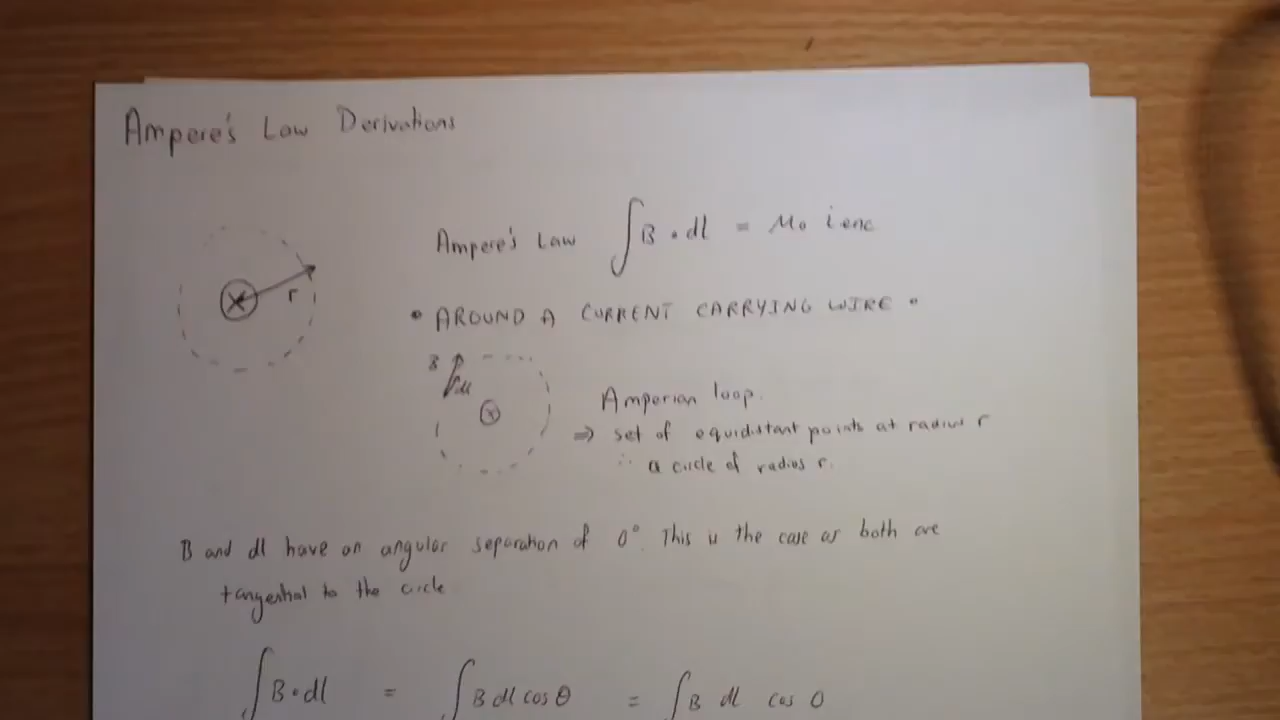 Ampere's Law Derivations
Ampere's Law ∫B • dl = μ₀ i enc
r
• AROUND A CURRENT CARRYING WIRE •
B
dl
Amperian loop.
⇒ set of equidistant points at radius r
∴ a circle of radius r.
B and dl have an angular separation of 0°. This is the case as both are
tangential to the circle
∫B • dl = ∫B dl cos θ = ∫B dl cos 0